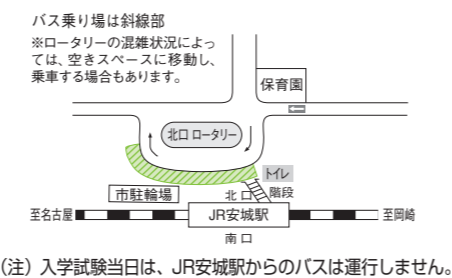 バス乗り場は斜線部
※ロータリーの混雑状況によっ
ては、空きスペースに移動し、
乗車する場合もあります。
保育園
北口 ロータリー
トイレ
市駐輪場
北口
階段
至名古屋
JR安城駅
至岡崎
南口
（注）入学試験当日は、JR安城駅からのバスは運行しません。